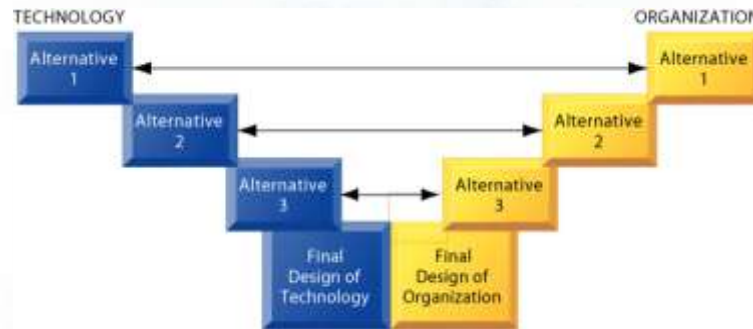 TECHNOLOGY
ORGANIZATION
Alternative
1
Alternative
1
Alternative
2
Alternative
2
Alternative
3
Alternative
3
Final
Design of
Technology
Final
Design of
Organization